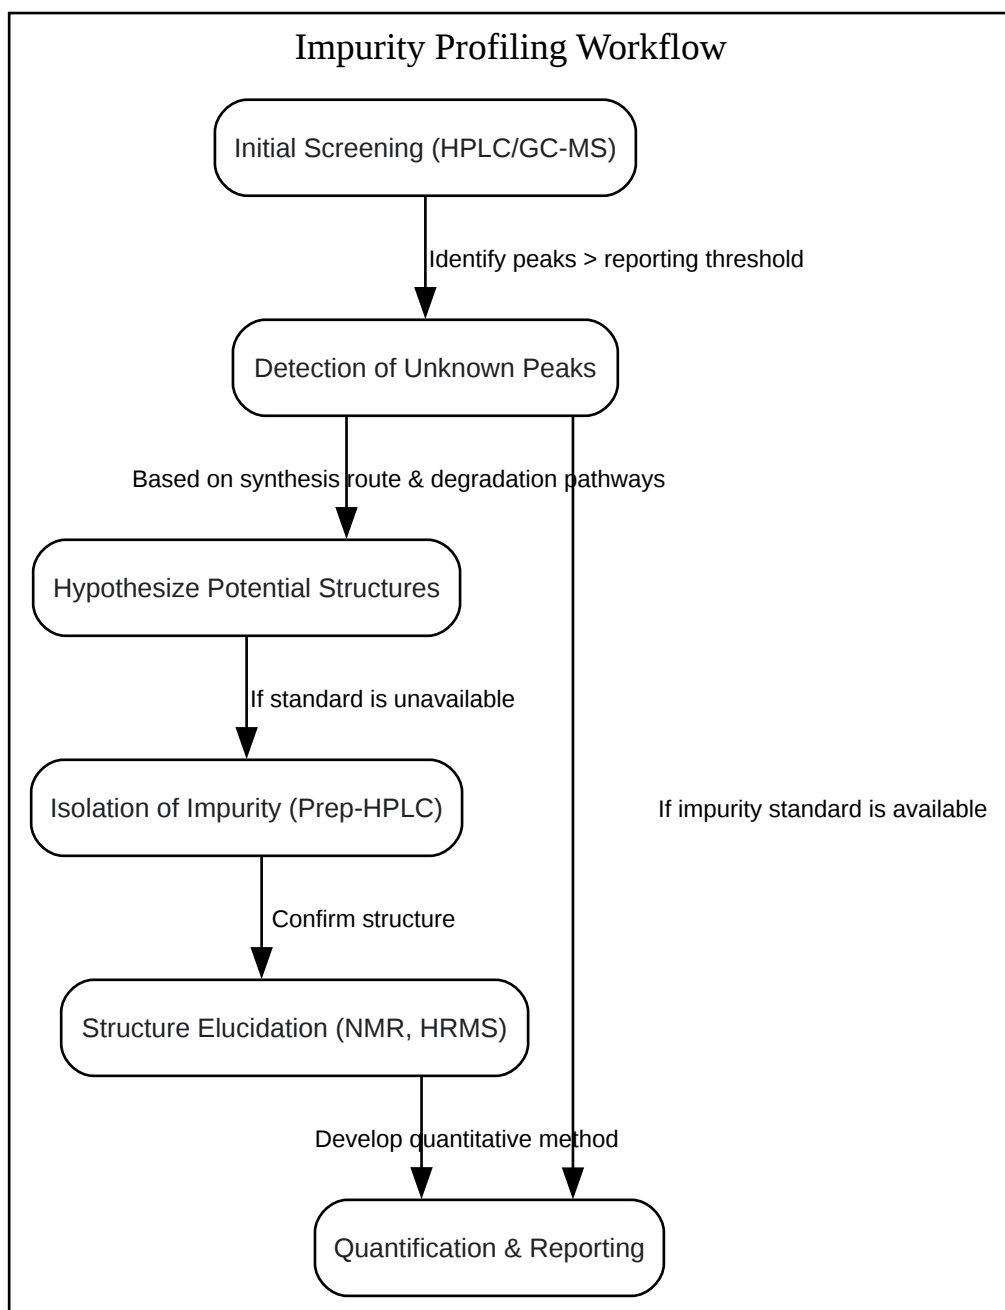 Impurity Profiling Workflow
Initial Screening (HPLC/GC-MS)
Identify peaks > reporting threshold
Detection of Unknown Peaks
Based on synthesis route & degradation pathways
Hypothesize Potential Structures
If standard is unavailable
Isolation of Impurity (Prep-HPLC)
If impurity standard is available
Confirm structure
Structure Elucidation (NMR, HRMS)
Develop quantitative method
Quantification & Reporting